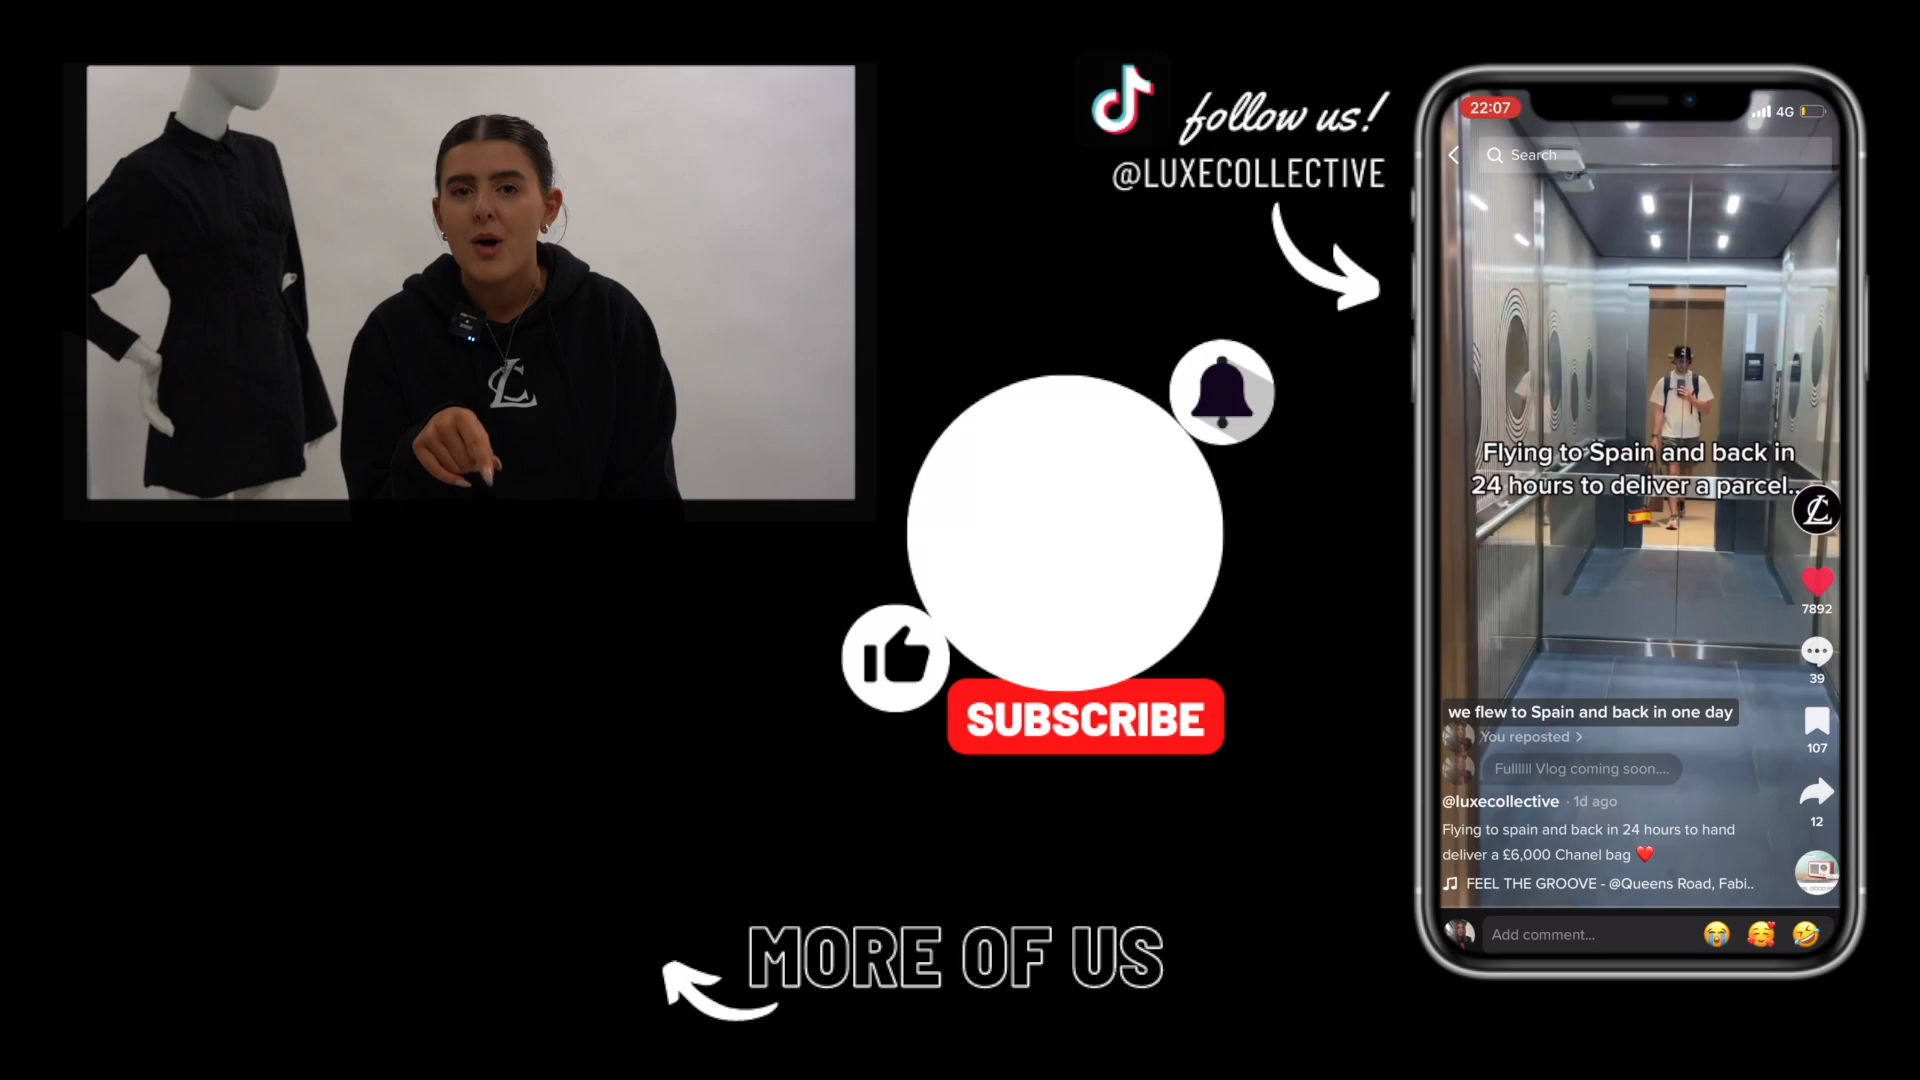 follow us!
@LUXECOLLECTIVE
SUBSCRIBE
MORE OF US
22:07
4G
Search
Flying to Spain and back in
24 hours to deliver a parcel..
🇪🇸
7892
39
we flew to Spain and back in one day
You reposted >
107
Fullllll Vlog coming soon....
@luxecollective · 1d ago
12
Flying to spain and back in 24 hours to hand
deliver a £6,000 Chanel bag ❤️
FEEL THE GROOVE - @Queens Road, Fabi..
Add comment...